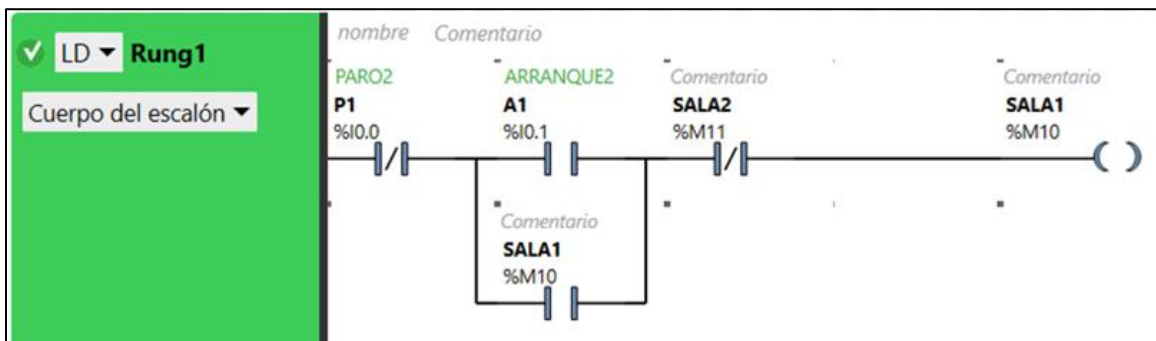 nombre Comentario
LD Rung1
Cuerpo del escalón
PARO2 ARRANQUE2 Comentario Comentario
P1 A1 SALA2 SALA1
%I0.0 %I0.1 %M11 %M10
Comentario
SALA1
%M10